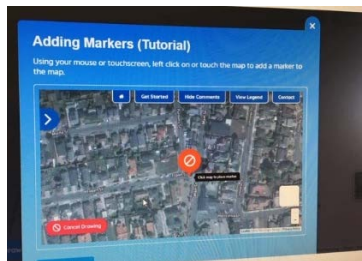 Adding Markers (Tutorial)
Using your mouse or touchscreen, left click on or touch the map to add a marker to
the map.
Get Started
Hide Comments
View Legend
Contact
Click map to place marker
Cancel Drawing